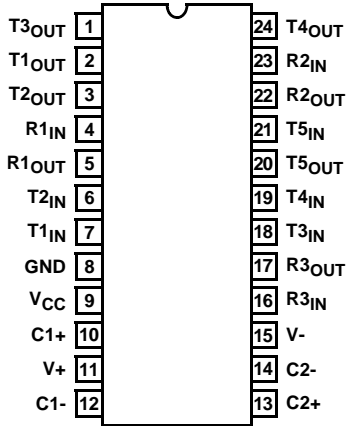 T3OUT 1 24 T4OUT
T1OUT 2 23 R2IN
T2OUT 3 22 R2OUT
R1IN 4 21 T5IN
R1OUT 5 20 T5OUT
T2IN 6 19 T4IN
T1IN 7 18 T3IN
GND 8 17 R3OUT
VCC 9 16 R3IN
C1+ 10 15 V-
V+ 11 14 C2-
C1- 12 13 C2+